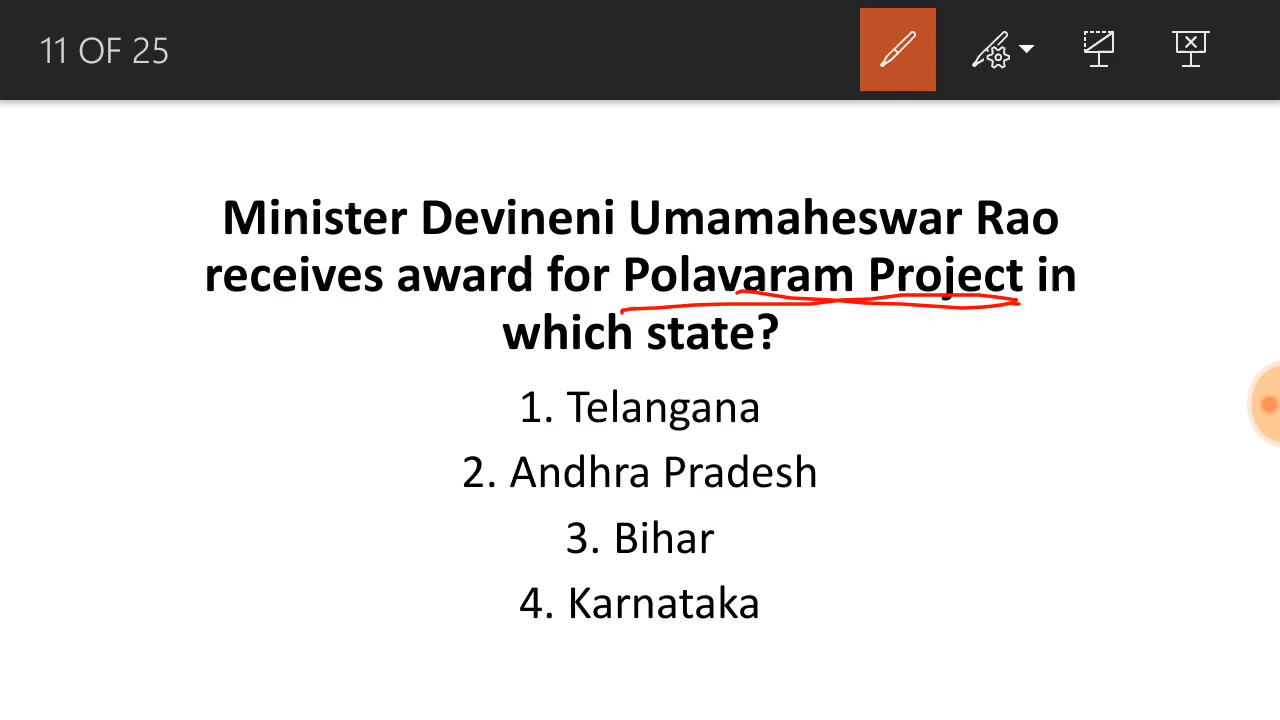 11 OF 25
Minister Devineni Umamaheswar Rao
receives award for Polavaram Project in
which state?
1. Telangana
2. Andhra Pradesh
3. Bihar
4. Karnataka